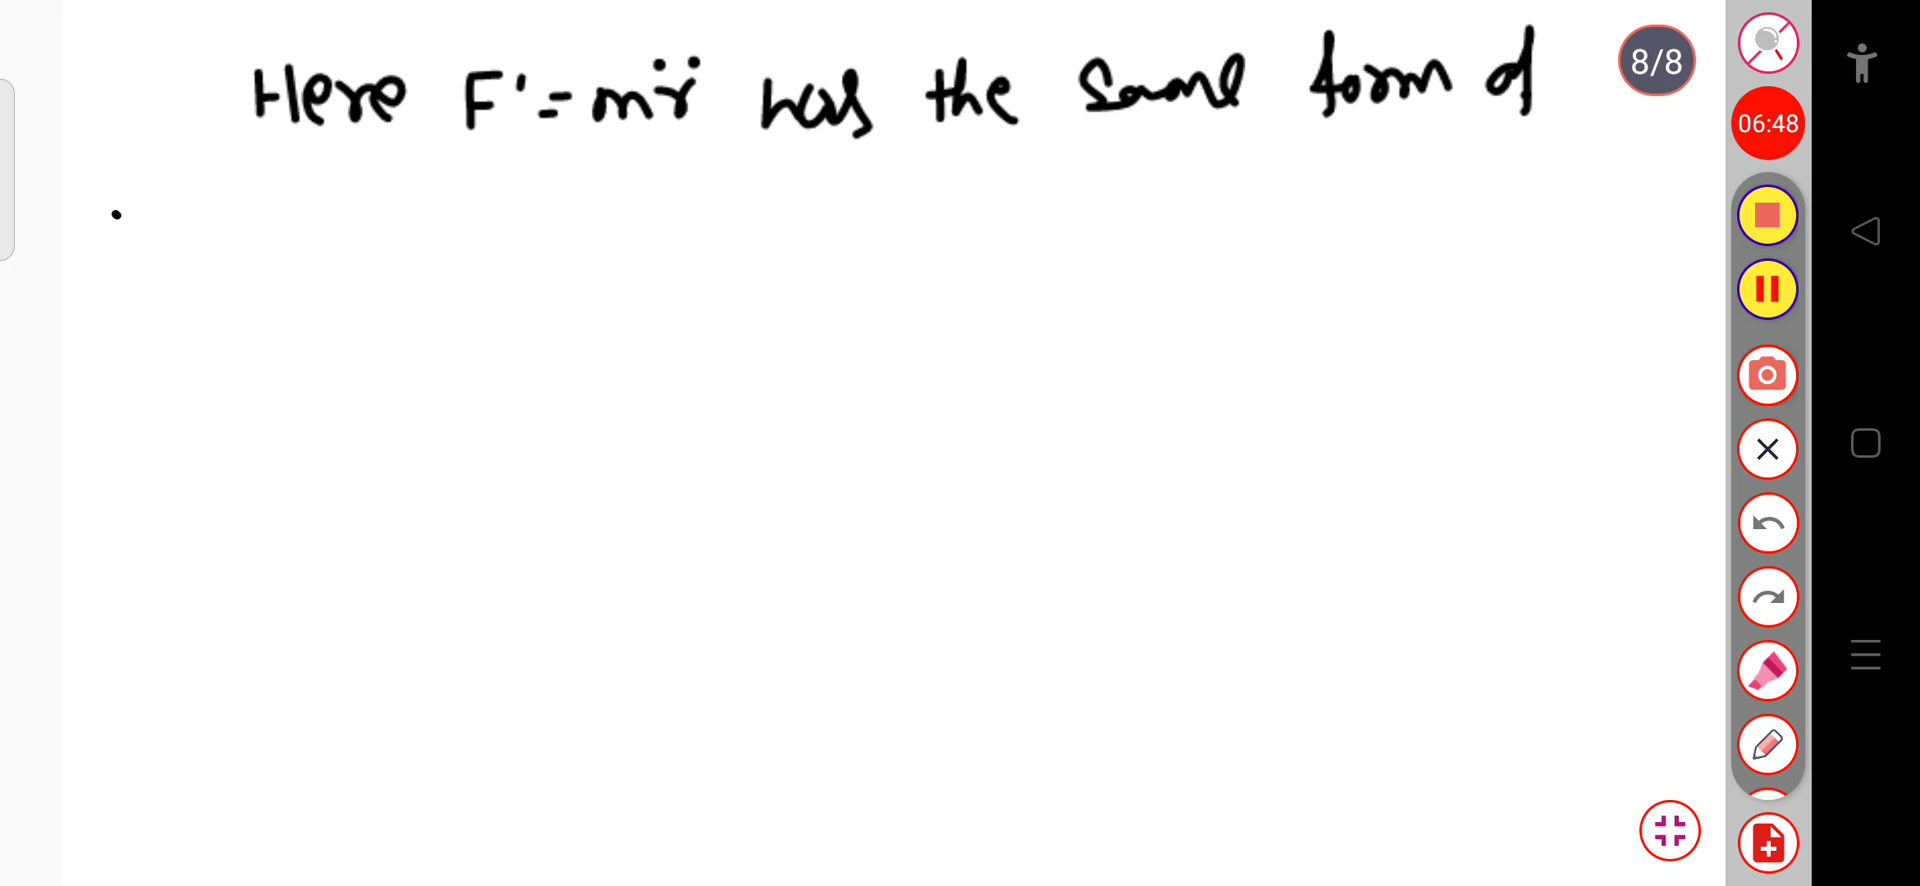 Here F' = mr̈ has the same form of
8/8
06:48